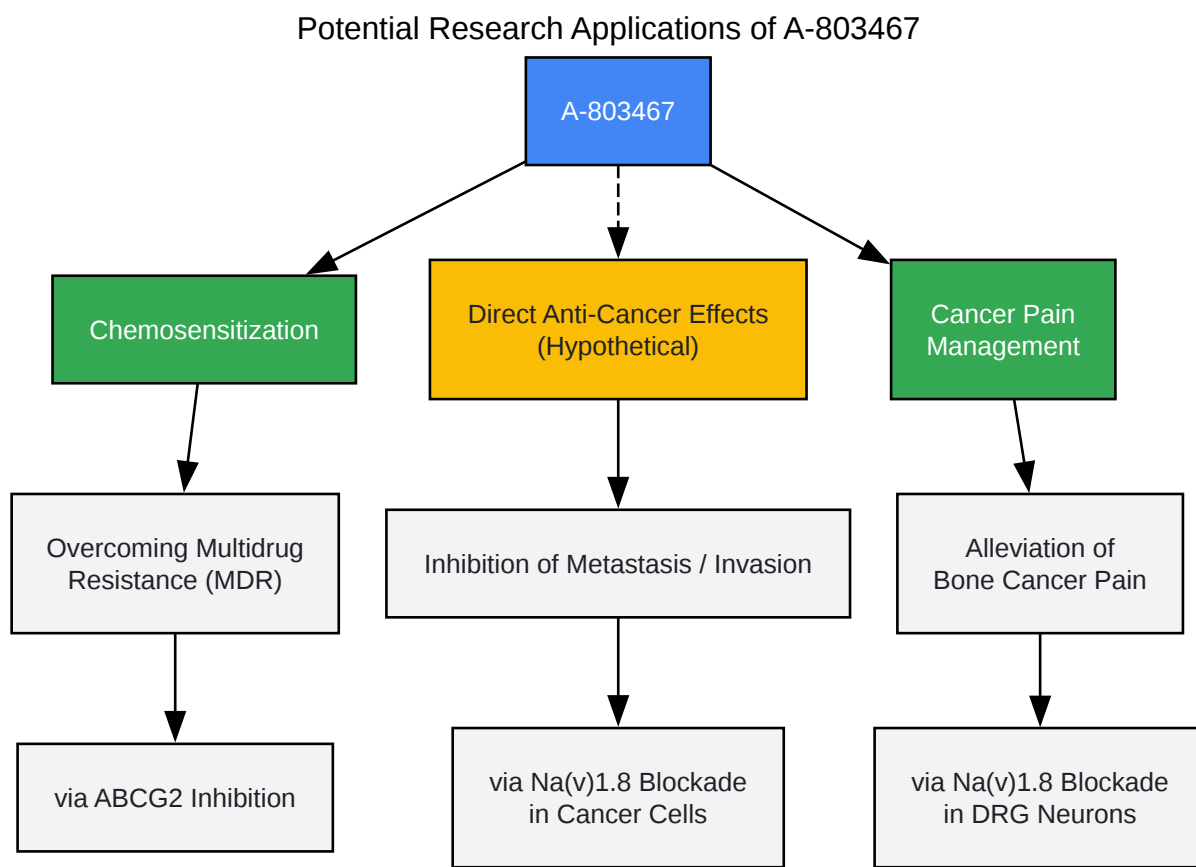 Potential Research Applications of A-803467
A-803467
Chemosensitization
Direct Anti-Cancer Effects
(Hypothetical)
Cancer Pain
Management
Overcoming Multidrug
Resistance (MDR)
Inhibition of Metastasis / Invasion
Alleviation of
Bone Cancer Pain
via ABCG2 Inhibition
via Na(v)1.8 Blockade
in Cancer Cells
via Na(v)1.8 Blockade
in DRG Neurons